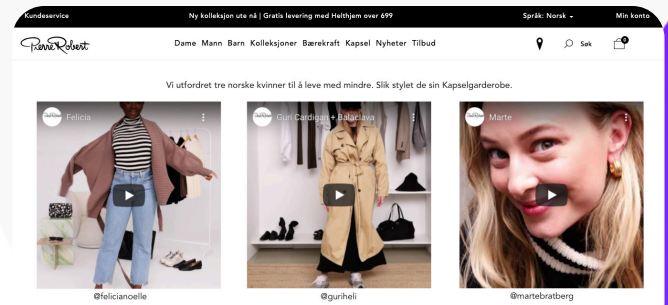 Kundeservice
Ny kolleksjon ute nå | Gratis levering med Helthjem over 699
Språk: Norsk
Min konto
Pierre Robert
Dame Mann Barn Kolleksjoner Bærekraft Kapsel Nyheter Tilbud
Søk
0
Vi utfordret tre norske kvinner til å leve med mindre. Slik stylet de sin Kapselgarderobe.
Felicia
Guri Cardigan + Balaclava
Marte
@felicianoelle
@guriheli
@martebratberg